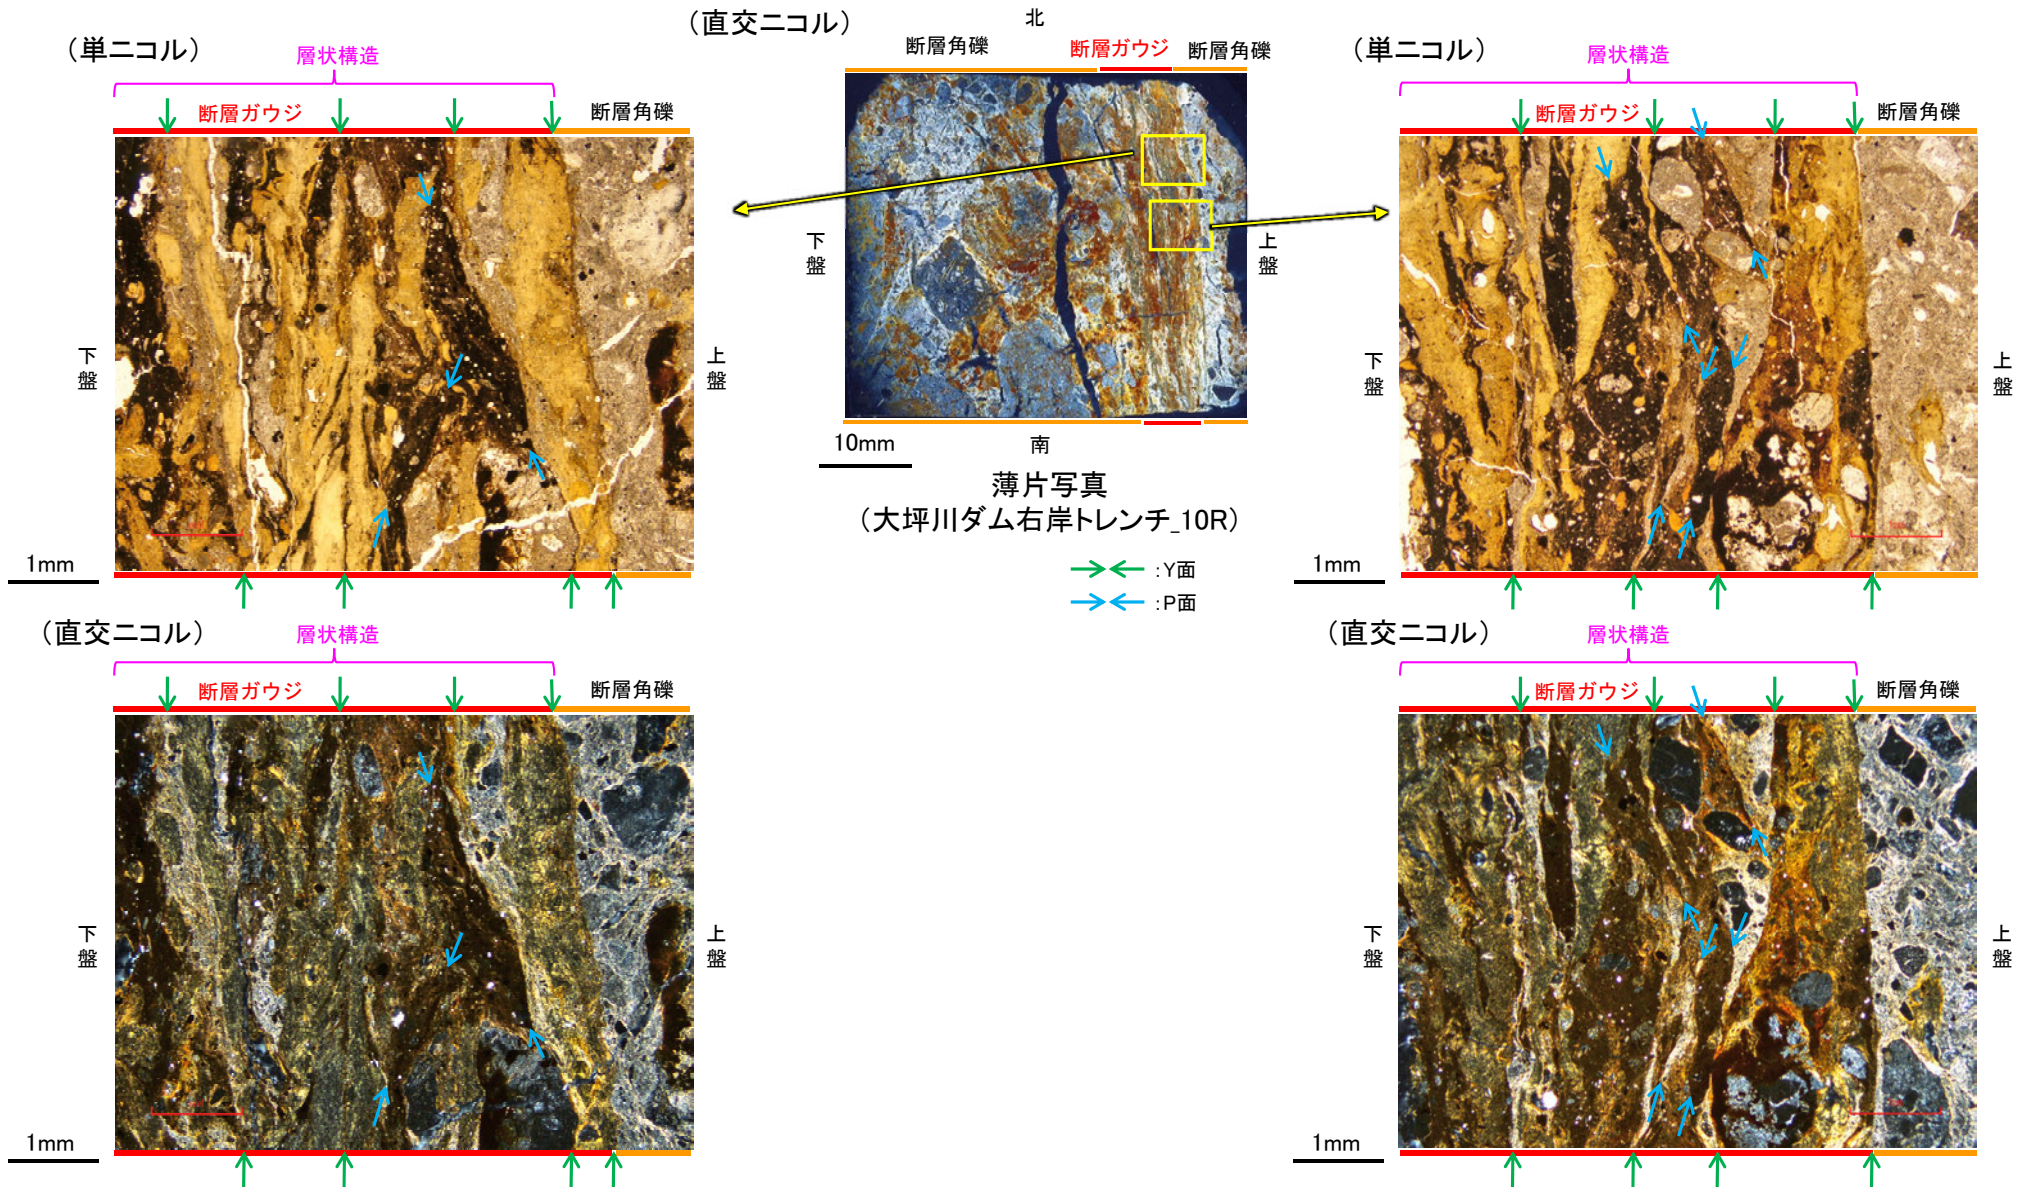 (直交ニコル)
北
断層角礫
断層ガウジ
断層角礫
下盤
上盤
10mm
南
薄片写真
(大坪川ダム右岸トレンチ_10R)
:Y面
:P面
(単ニコル)
層状構造
断層ガウジ
断層角礫
下盤
上盤
1mm
(直交ニコル)
層状構造
断層ガウジ
断層角礫
下盤
上盤
1mm
(単ニコル)
層状構造
断層ガウジ
断層角礫
下盤
上盤
1mm
(直交ニコル)
層状構造
断層ガウジ
断層角礫
下盤
上盤
1mm